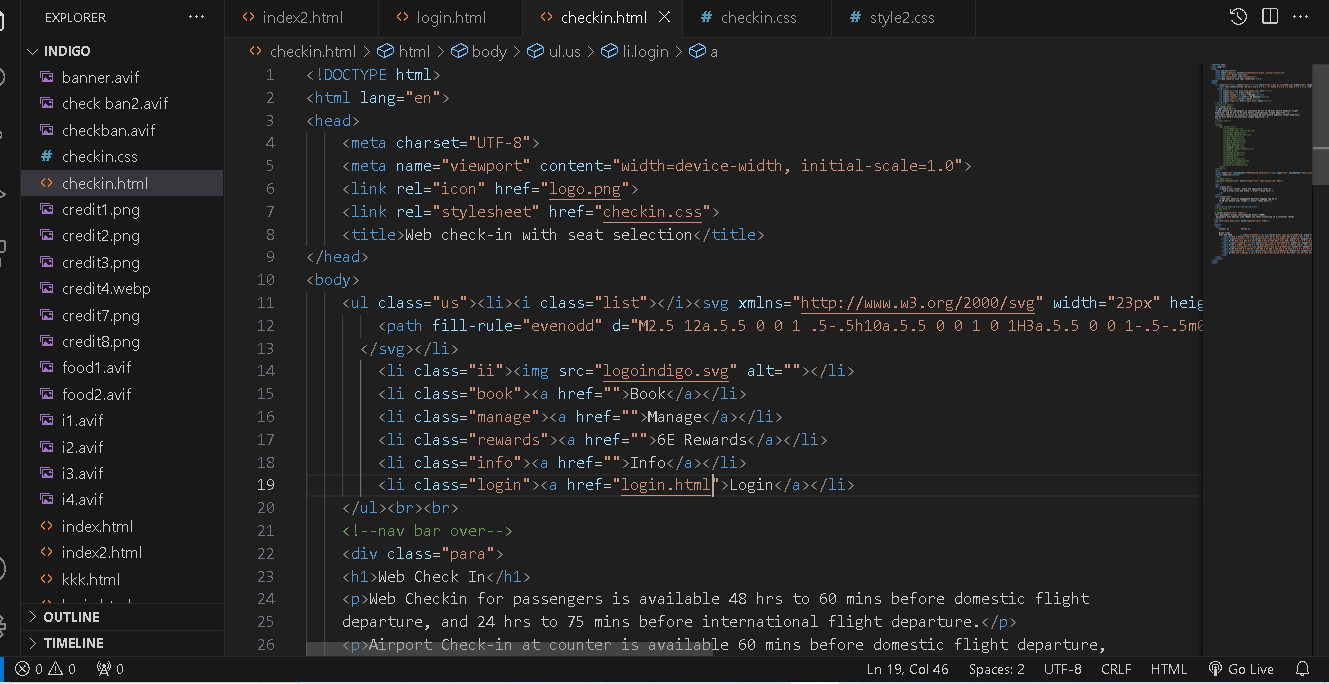 EXPLORER
INDIGO
banner.avif
check ban2.avif
checkban.avif
# checkin.css
<> checkin.html
credit1.png
credit2.png
credit3.png
credit4.webp
credit7.png
credit8.png
food1.avif
food2.avif
i1.avif
i2.avif
i3.avif
i4.avif
<> index.html
<> index2.html
<> kkk.html
OUTLINE
TIMELINE
<> index2.html <> login.html <> checkin.html # checkin.css # style2.css
<> checkin.html > html > body > ul.us > li.login > a
1 <!DOCTYPE html>
2 <html lang="en">
3 <head>
4 <meta charset="UTF-8">
5 <meta name="viewport" content="width=device-width, initial-scale=1.0">
6 <link rel="icon" href="logo.png">
7 <link rel="stylesheet" href="checkin.css">
8 <title>Web check-in with seat selection</title>
9 </head>
10 <body>
11 <ul class="us"><li><i class="list"></i><svg xmlns="http://www.w3.org/2000/svg" width="23px" heig
12 <path fill-rule="evenodd" d="M2.5 12a.5.5 0 0 1 .5-.5h10a.5.5 0 0 1 0 1H3a.5.5 0 0 1-.5-.5m0
13 </svg></li>
14 <li class="ii"><img src="logoindigo.svg" alt=""></li>
15 <li class="book"><a href="">Book</a></li>
16 <li class="manage"><a href="">Manage</a></li>
17 <li class="rewards"><a href="">6E Rewards</a></li>
18 <li class="info"><a href="">Info</a></li>
19 <li class="login"><a href="login.html">Login</a></li>
20 </ul><br><br>
21 <!--nav bar over-->
22 <div class="para">
23 <h1>Web Check In</h1>
24 <p>Web Checkin for passengers is available 48 hrs to 60 mins before domestic flight
25 departure, and 24 hrs to 75 mins before international flight departure.</p>
26 <p>Airport Check-in at counter is available 60 mins before domestic flight departure,
0 0 0 Ln 19, Col 46 Spaces: 2 UTF-8 CRLF HTML Go Live